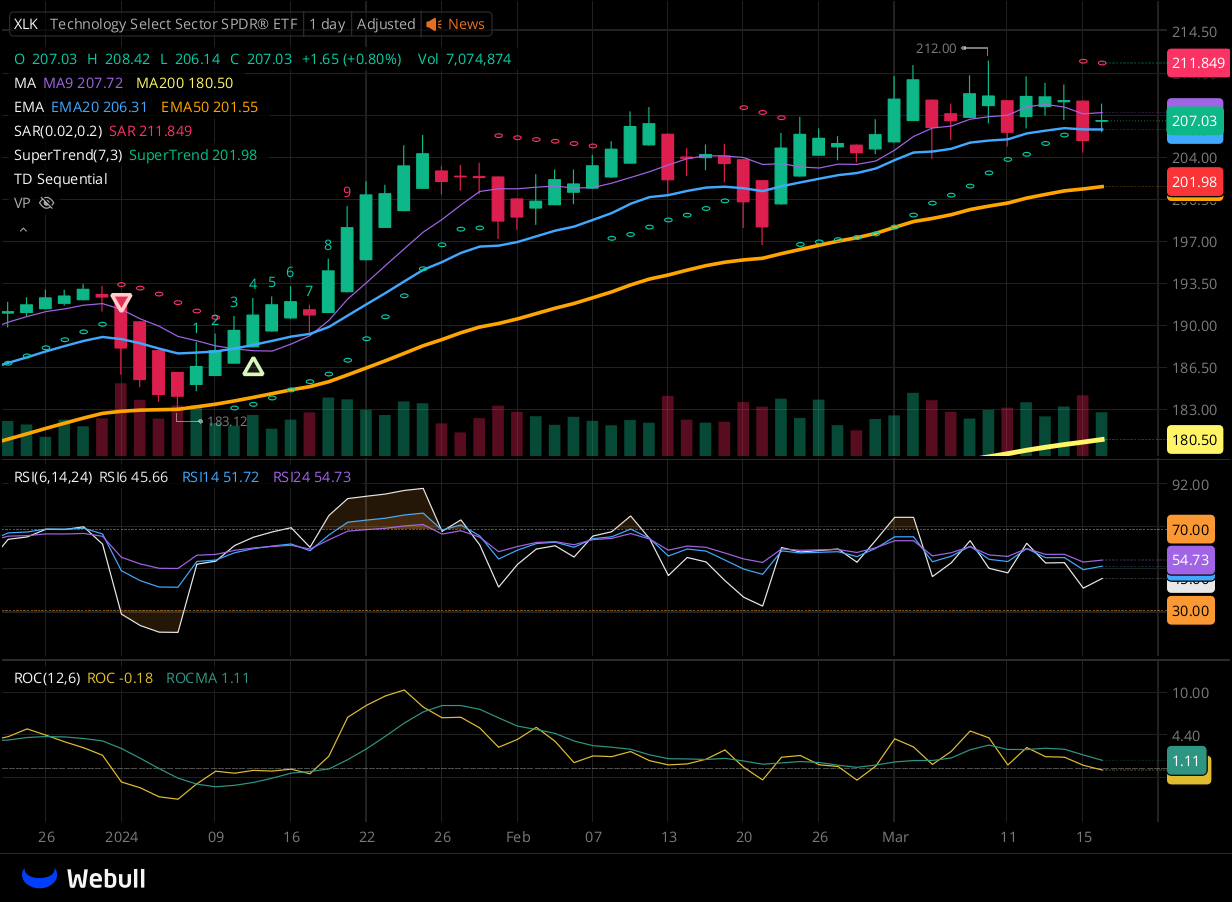 XLK Technology Select Sector SPDR® ETF 1 day Adjusted News
O 207.03 H 208.42 L 206.14 C 207.03 +1.65 (+0.80%) Vol 7,074,874
MA MA9 207.72 MA200 180.50
EMA EMA20 206.31 EMA50 201.55
SAR(0.02,0.2) SAR 211.849
SuperTrend(7,3) SuperTrend 201.98
TD Sequential
VP
212.00
183.12
1 2 3 4 5 6 7 8 9
214.50
211.849
207.03
204.00
201.98
197.00
193.50
190.00
186.50
183.00
180.50
RSI(6,14,24) RSI6 45.66 RSI14 51.72 RSI24 54.73
92.00
70.00
54.73
30.00
ROC(12,6) ROC -0.18 ROCMA 1.11
10.00
4.40
1.11
26 2024 09 16 22 26 Feb 07 13 20 26 Mar 11 15
Webull